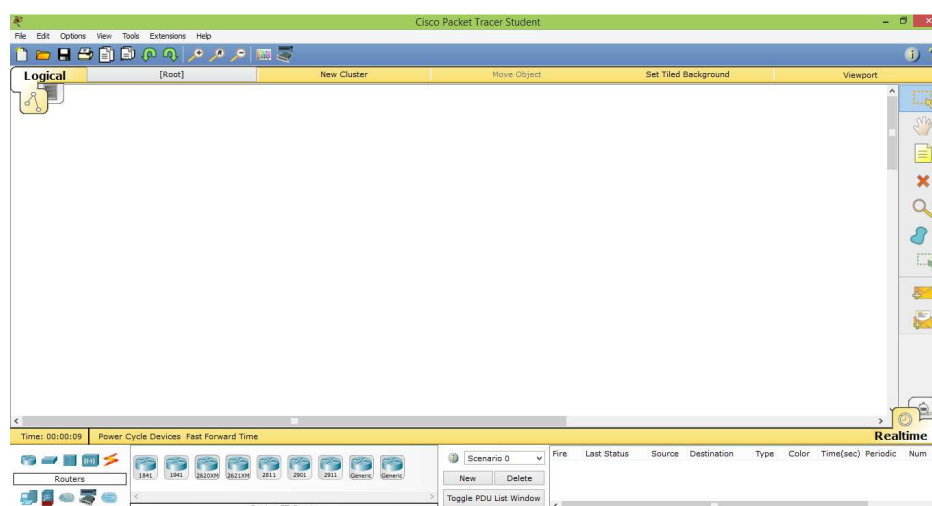 Cisco Packet Tracer Student
File Edit Options View Tools Extensions Help
Logical [Root] New Cluster Move Object Set Tiled Background Viewport
Time: 00:00:09 Power Cycle Devices Fast Forward Time Realtime
Scenario 0 Fire Last Status Source Destination Type Color Time(sec) Periodic Num
1841 1941 2620XM 2621XM 2811 2901 2911 Generic Generic
Routers New Delete
Toggle PDU List Window